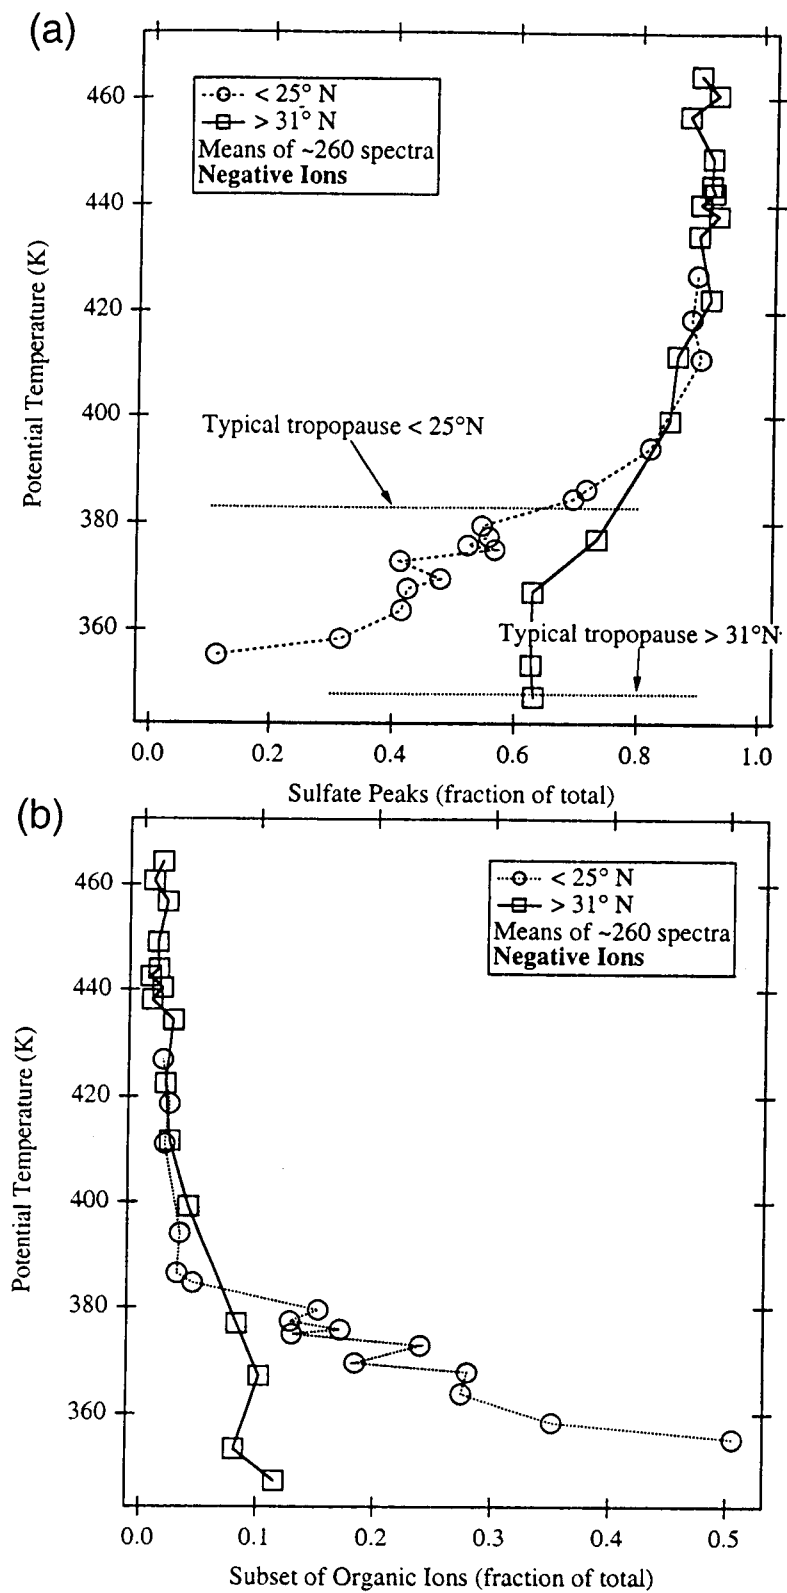 (a)
< 25° N
> 31° N
Means of ~260 spectra
Negative Ions
460
440
420
400
380
360
Potential Temperature (K)
Typical tropopause < 25°N
Typical tropopause > 31°N
0.0
0.2
0.4
0.6
0.8
1.0
Sulfate Peaks (fraction of total)
(b)
< 25° N
> 31° N
Means of ~260 spectra
Negative Ions
460
440
420
400
380
360
Potential Temperature (K)
0.0
0.1
0.2
0.3
0.4
0.5
Subset of Organic Ions (fraction of total)